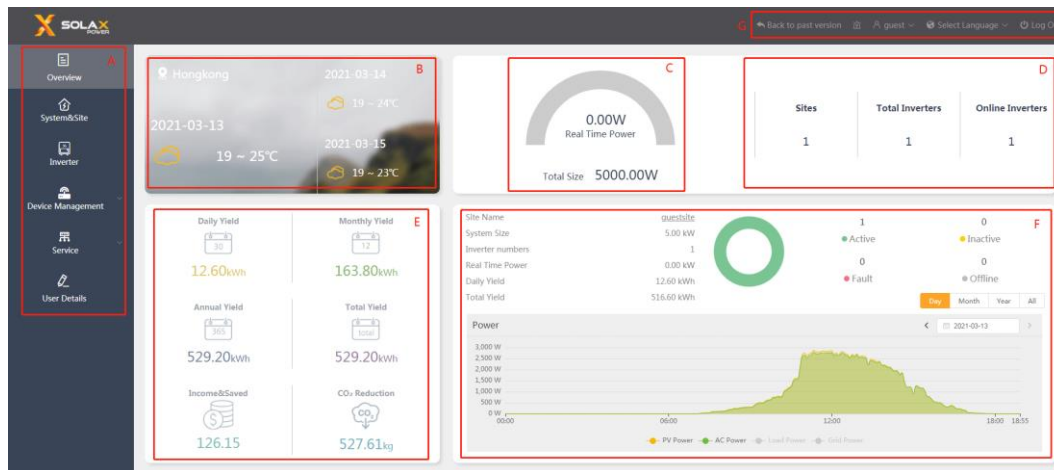 SOLAX
POWER
G
Back to past version guest Select Language Log
A
Overview
System&Site
Inverter
Device Management
Service
User Details
B
Hongkong
2021-03-14
19 ~ 24℃
2021-03-13
19 ~ 25℃
2021-03-15
19 ~ 23℃
C
0.00W
Real Time Power
Total Size 5000.00W
D
Sites Total Inverters Online Inverters
1 1 1
E
Daily Yield Monthly Yield
30 12
12.60kWh 163.80kWh
Annual Yield Total Yield
365 total
529.20kWh 529.20kWh
Income&Saved CO₂ Reduction
$ CO₂
126.15 527.61kg
F
Site Name guestsite
System Size 5.00 kW
Inverter numbers 1
Real Time Power 0.00 kW
Daily Yield 12.60 kWh
Total Yield 516.60 kWh
1 0
Active Inactive
0 0
Fault Offline
Day Month Year All
Power
2021-03-13
3,000 W
2,500 W
2,000 W
1,500 W
1,000 W
500 W
0 W
00:00 06:00 12:00 18:00 18:55
PV Power AC Power Load Power Grid Power